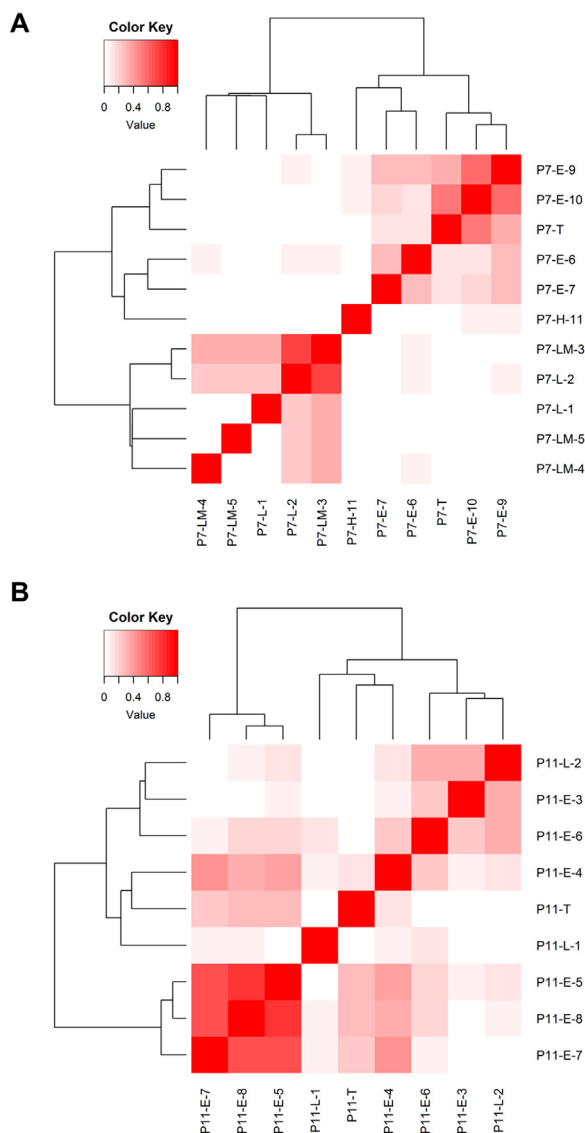 A
Color Key
0 0.4 0.8
Value
P7-E-9
P7-E-10
P7-T
P7-E-6
P7-E-7
P7-H-11
P7-LM-3
P7-L-2
P7-L-1
P7-LM-5
P7-LM-4
P7-LM-4
P7-LM-5
P7-L-1
P7-L-2
P7-LM-3
P7-H-11
P7-E-7
P7-E-6
P7-T
P7-E-10
P7-E-9
B
Color Key
0 0.4 0.8
Value
P11-L-2
P11-E-3
P11-E-6
P11-E-4
P11-T
P11-L-1
P11-E-5
P11-E-8
P11-E-7
P11-E-7
P11-E-8
P11-E-5
P11-L-1
P11-T
P11-E-4
P11-E-6
P11-E-3
P11-L-2